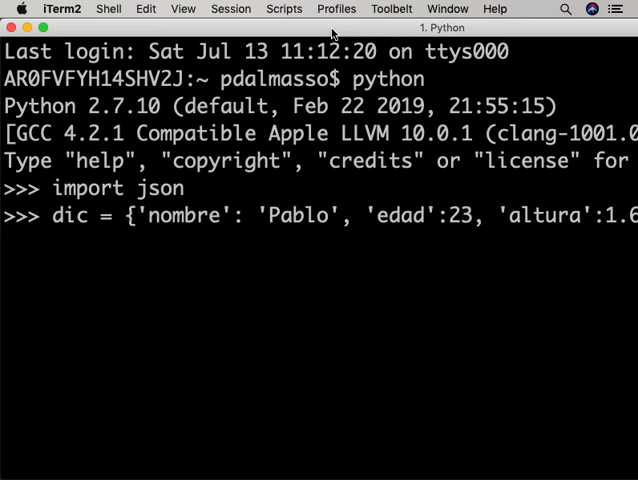 iTerm2 Shell Edit View Session Scripts Profiles Toolbelt Window Help
1. Python
Last login: Sat Jul 13 11:12:20 on ttys000
AR0FVFYH14SHV2J:~ pdalmasso$ python
Python 2.7.10 (default, Feb 22 2019, 21:55:15)
[GCC 4.2.1 Compatible Apple LLVM 10.0.1 (clang-1001.0
Type "help", "copyright", "credits" or "license" for
>>> import json
>>> dic = {'nombre': 'Pablo', 'edad':23, 'altura':1.6